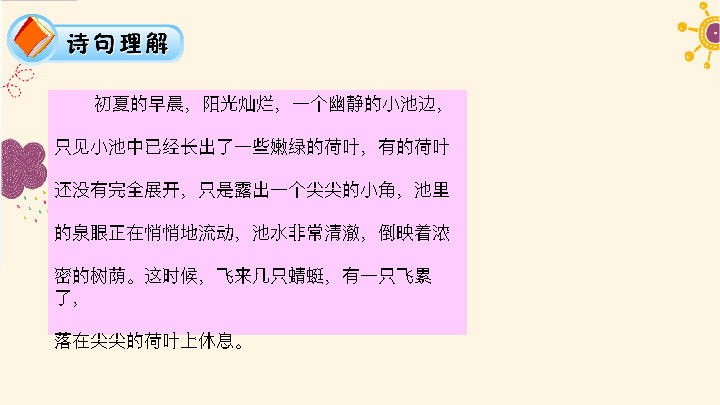 诗句理解
初夏的早晨，阳光灿烂，一个幽静的小池边，
只见小池中已经长出了一些嫩绿的荷叶，有的荷叶
还没有完全展开，只是露出一个尖尖的小角，池里
的泉眼正在悄悄地流动，池水非常清澈，倒映着浓
密的树荫。这时候，飞来几只蜻蜓，有一只飞累
了，
落在尖尖的荷叶上休息。